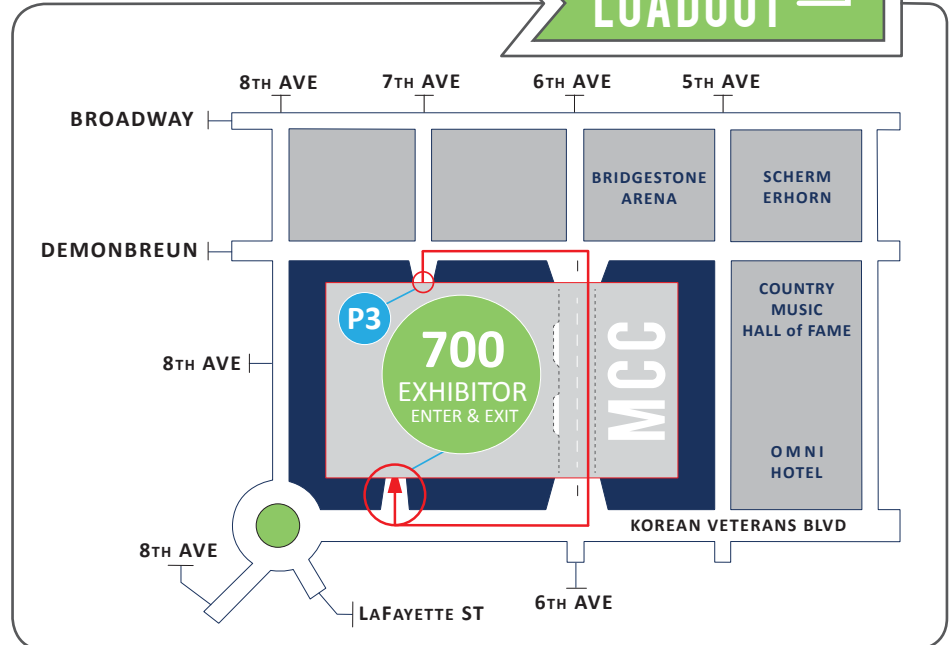 LOADOUT
8TH AVE
7TH AVE
6TH AVE
5TH AVE
BROADWAY
BRIDGESTONE
ARENA
SCHERM
ERHORN
DEMONBREUN
COUNTRY
MUSIC
HALL of FAME
P3
700
EXHIBITOR
ENTER & EXIT
MCC
8TH AVE
OMNI
HOTEL
KOREAN VETERANS BLVD
8TH AVE
6TH AVE
LAFAYETTE ST